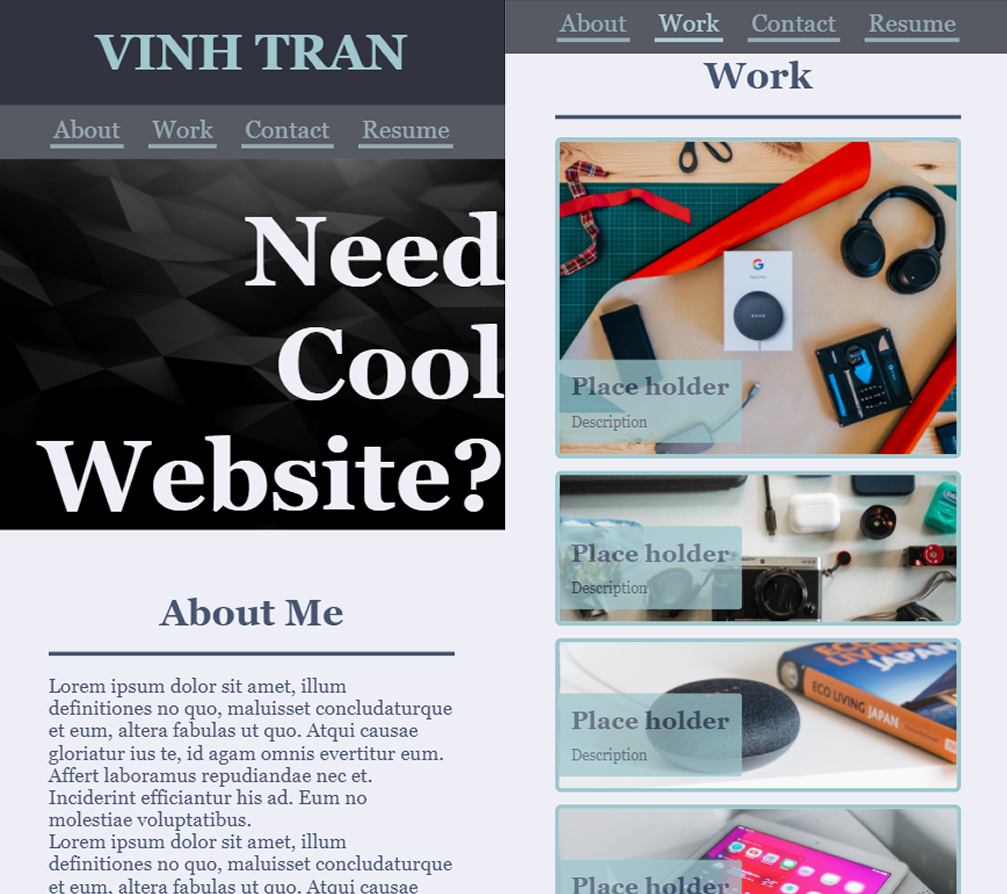 VINH TRAN
About Work Contact Resume
Need
Cool
Website?
About Me
Lorem ipsum dolor sit amet, illum
definitiones no quo, maluisset concludaturque
et eum, altera fabulas ut quo. Atqui causae
gloriatur ius te, id agam omnis evertitur eum.
Affert laboramus repudiandae nec et.
Inciderint efficiantur his ad. Eum no
molestiae voluptatibus.
Lorem ipsum dolor sit amet, illum
definitiones no quo, maluisset concludaturque
et eum, altera fabulas ut quo. Atqui causae
About Work Contact Resume
Work
G
Place holder
Description
Place holder
Description
ECO LIVING
JAPAN
ECO LIVING JAPAN
Place holder
Description
Place holder